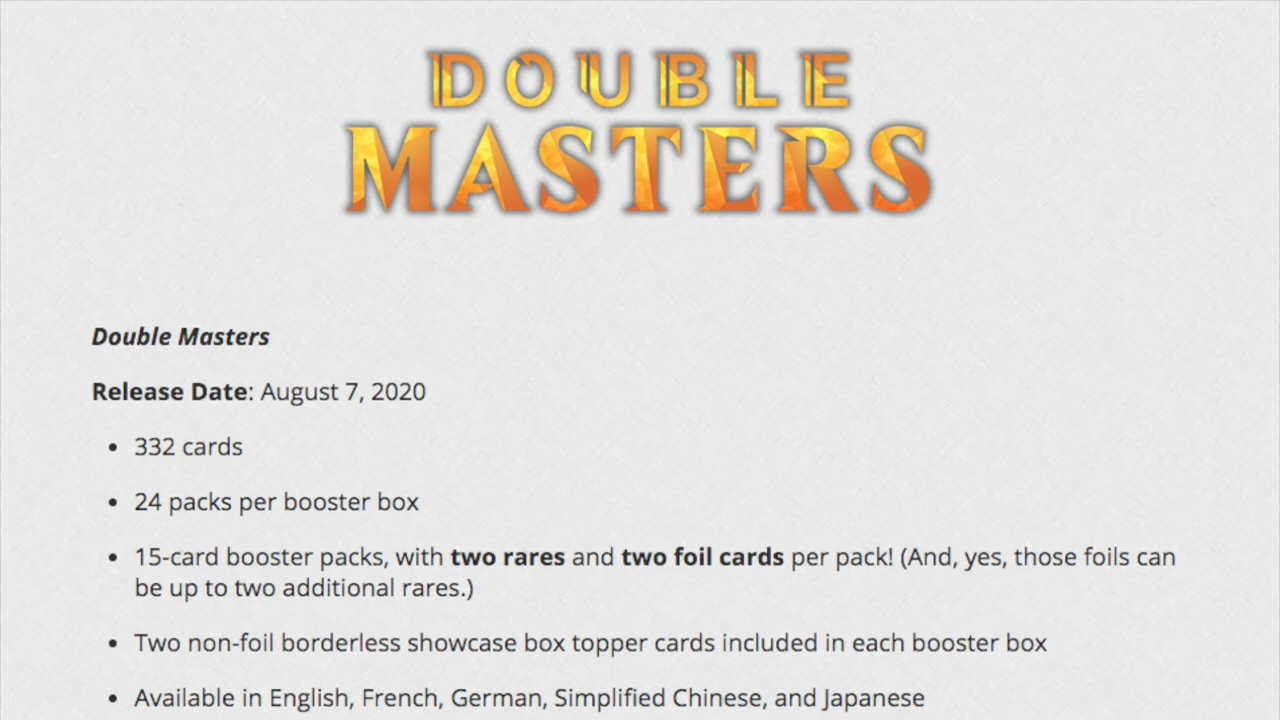 DOUBLE
MASTERS
Double Masters
Release Date: August 7, 2020
• 332 cards
• 24 packs per booster box
• 15-card booster packs, with two rares and two foil cards per pack! (And, yes, those foils can
be up to two additional rares.)
• Two non-foil borderless showcase box topper cards included in each booster box
• Available in English, French, German, Simplified Chinese, and Japanese